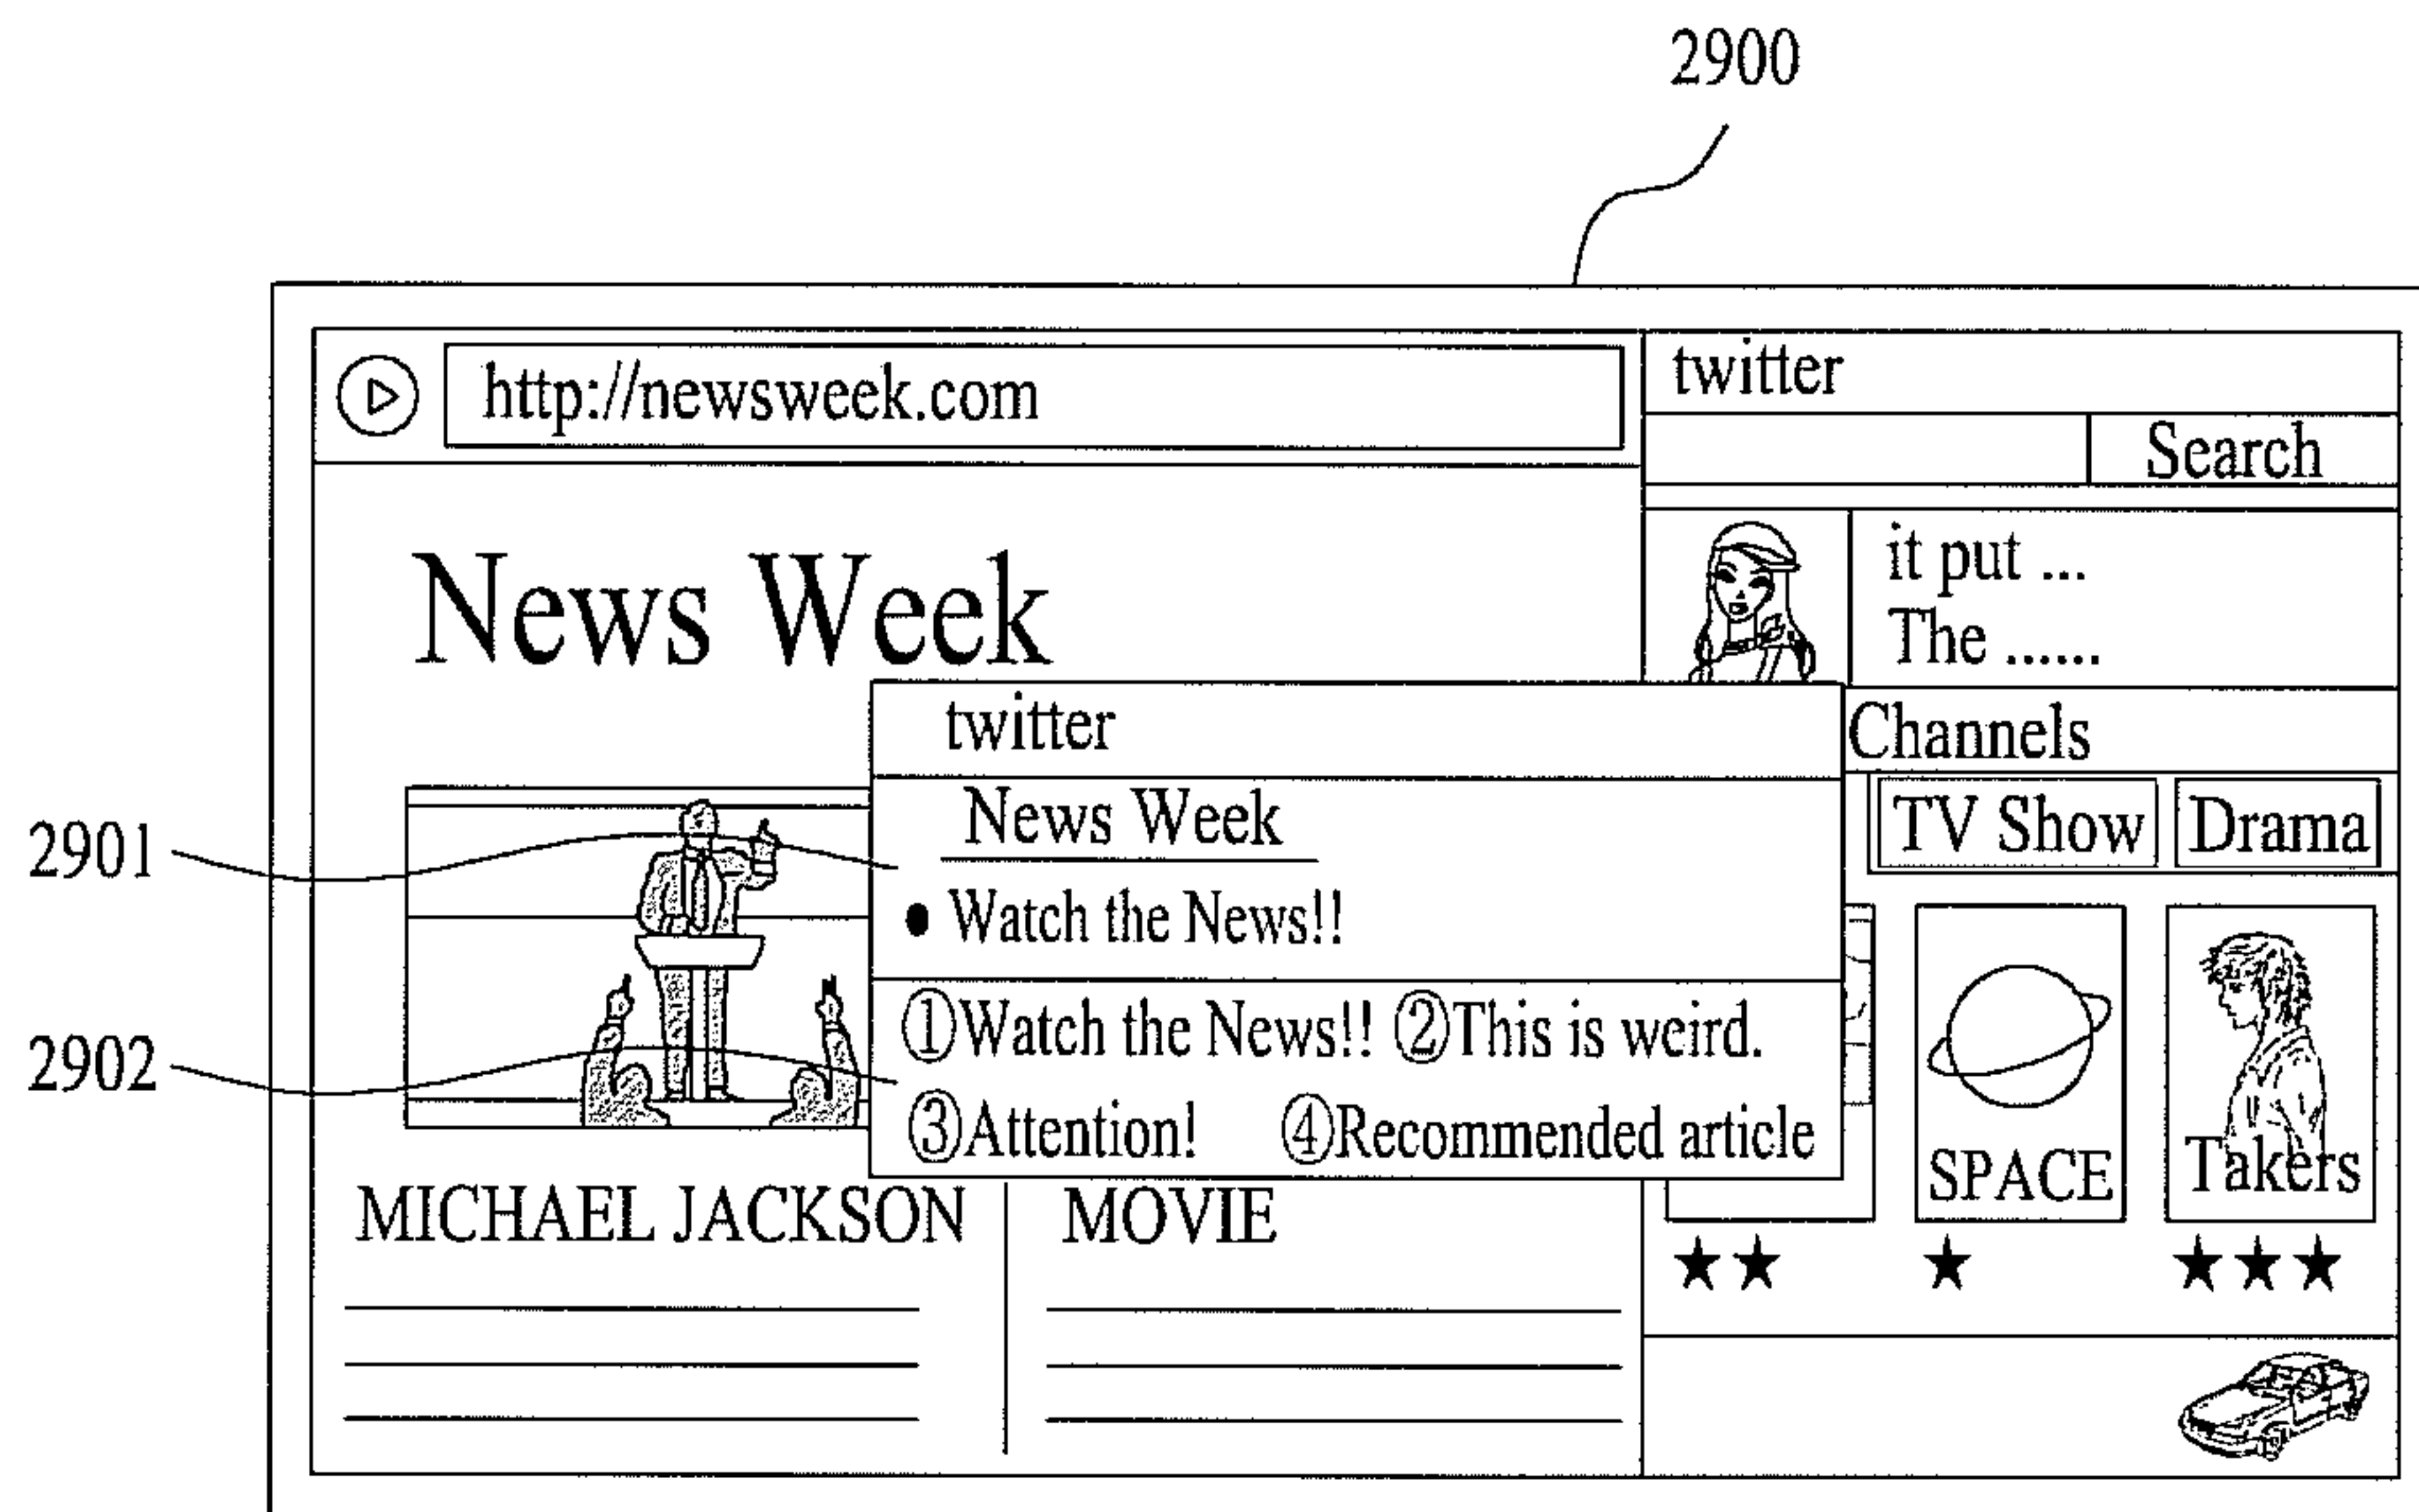 2900
http://newsweek.com
twitter
Search
News Week
it put ...
The ......
twitter
Channels
News Week
TV Show
Drama
2901
• Watch the News!!
①Watch the News!! ②This is weird.
2902
③Attention! ④Recommended article
SPACE
Takers
MICHAEL JACKSON
MOVIE
★★
★
★★★